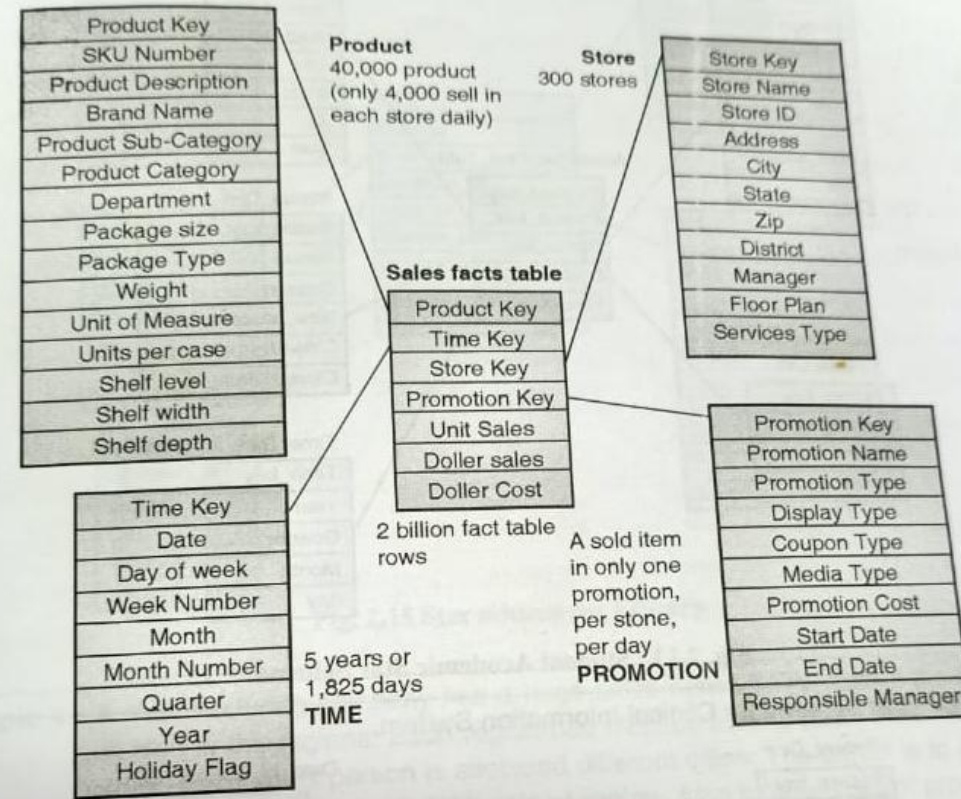 Product Key
SKU Number
Product Description
Brand Name
Product Sub-Category
Product Category
Department
Package size
Package Type
Weight
Unit of Measure
Units per case
Shelf level
Shelf width
Shelf depth
Product
40,000 product
(only 4,000 sell in
each store daily)
Store
300 stores
Store Key
Store Name
Store ID
Address
City
State
Zip
District
Manager
Floor Plan
Services Type
Sales facts table
Product Key
Time Key
Store Key
Promotion Key
Unit Sales
Doller sales
Doller Cost
2 billion fact table
rows
Time Key
Date
Day of week
Week Number
Month
Month Number
Quarter
Year
Holiday Flag
5 years or
1,825 days
TIME
A sold item
in only one
promotion,
per stone,
per day
PROMOTION
Promotion Key
Promotion Name
Promotion Type
Display Type
Coupon Type
Media Type
Promotion Cost
Start Date
End Date
Responsible Manager